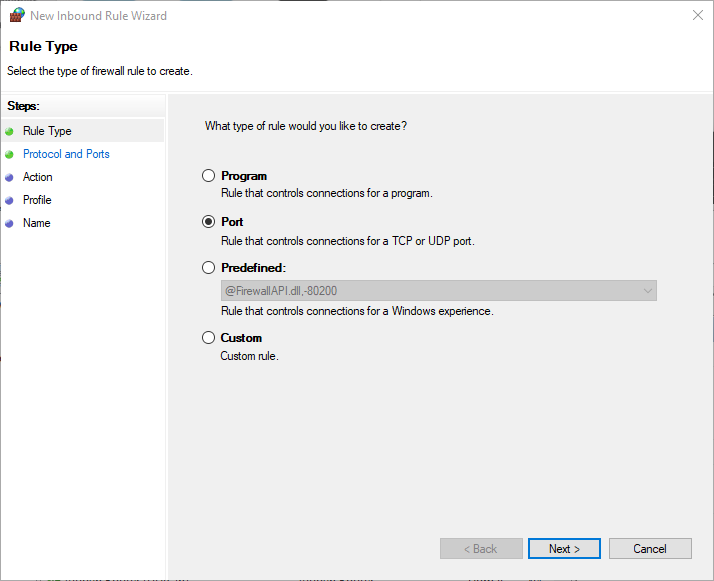 New Inbound Rule Wizard
Rule Type
Select the type of firewall rule to create.
Steps:
Rule Type
Protocol and Ports
Action
Profile
Name
What type of rule would you like to create?
Program
Rule that controls connections for a program.
Port
Rule that controls connections for a TCP or UDP port.
Predefined:
@FirewallAPI.dll,-80200
Rule that controls connections for a Windows experience.
Custom
Custom rule.
< Back
Next >
Cancel